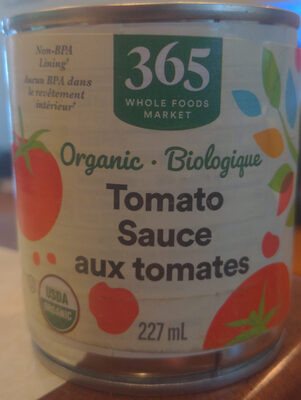 Non-BPA
Lining†
Aucun BPA dans
le revêtement
intérieur†
365
WHOLE FOODS
MARKET
Organic · Biologique
Tomato
Sauce
aux tomates
USDA
ORGANIC
227 mL